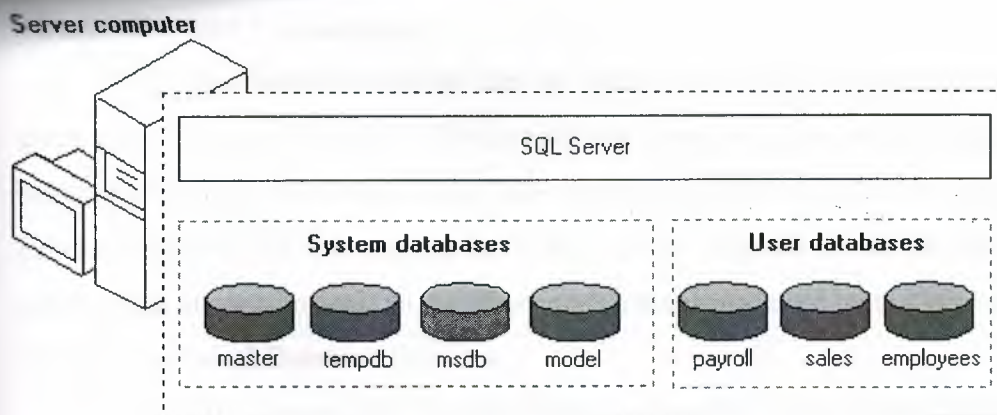 Server computer
SQL Server
System databases
User databases
master tempdb msdb model
payroll sales employees